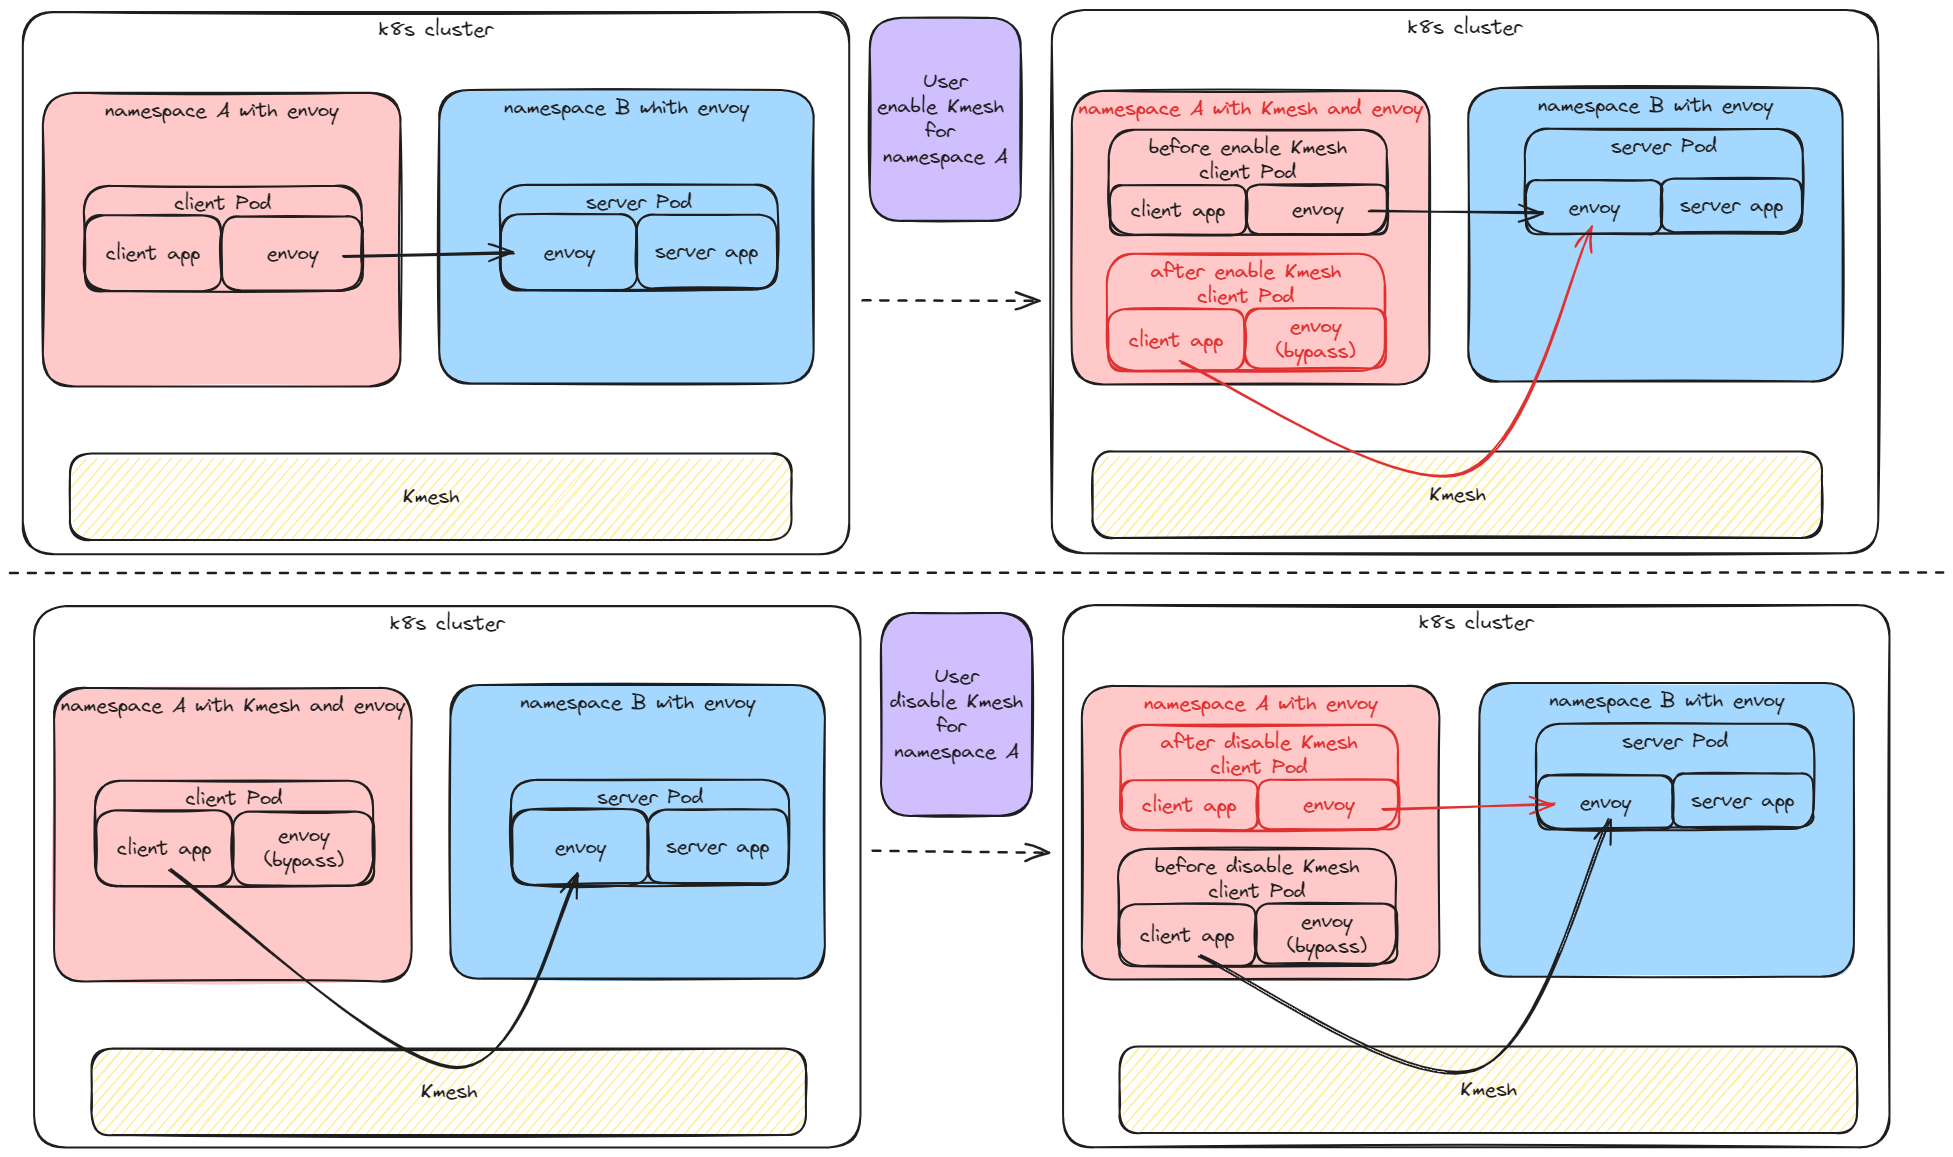 k8s cluster
namespace A with envoy
client Pod
client app
envoy
namespace B whith envoy
server Pod
envoy
server app
Kmesh
User
enable Kmesh
for
namespace A
k8s cluster
namespace A with Kmesh and envoy
before enable Kmesh
client Pod
client app
envoy
after enable Kmesh
client Pod
client app
envoy
(bypass)
namespace B with envoy
server Pod
envoy
server app
Kmesh
k8s cluster
namespace A with Kmesh and envoy
client Pod
client app
envoy
(bypass)
namespace B with envoy
server Pod
envoy
server app
Kmesh
User
disable Kmesh
for
namespace A
k8s cluster
namespace A with envoy
after disable Kmesh
client Pod
client app
envoy
before disable Kmesh
client Pod
client app
envoy
(bypass)
namespace B with envoy
server Pod
envoy
server app
Kmesh